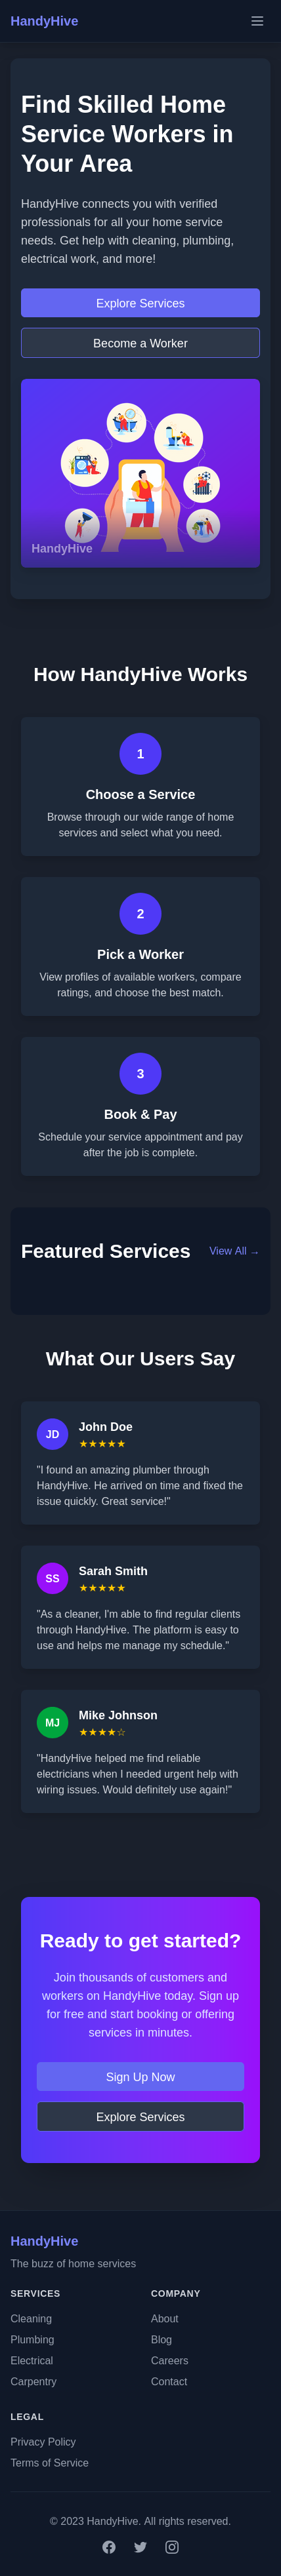 HandyHive
Find Skilled Home
Service Workers in
Your Area
HandyHive connects you with verified
professionals for all your home service
needs. Get help with cleaning, plumbing,
electrical work, and more!
Explore Services
Become a Worker
HandyHive
How HandyHive Works
1
Choose a Service
Browse through our wide range of home
services and select what you need.
2
Pick a Worker
View profiles of available workers, compare
ratings, and choose the best match.
3
Book & Pay
Schedule your service appointment and pay
after the job is complete.
Featured Services
View All →
What Our Users Say
JD
John Doe
★★★★★
"I found an amazing plumber through
HandyHive. He arrived on time and fixed the
issue quickly. Great service!"
SS
Sarah Smith
★★★★★
"As a cleaner, I'm able to find regular clients
through HandyHive. The platform is easy to
use and helps me manage my schedule."
MJ
Mike Johnson
★★★★☆
"HandyHive helped me find reliable
electricians when I needed urgent help with
wiring issues. Would definitely use again!"
Ready to get started?
Join thousands of customers and
workers on HandyHive today. Sign up
for free and start booking or offering
services in minutes.
Sign Up Now
Explore Services
HandyHive
The buzz of home services
SERVICES
Cleaning
Plumbing
Electrical
Carpentry
COMPANY
About
Blog
Careers
Contact
LEGAL
Privacy Policy
Terms of Service
© 2023 HandyHive. All rights reserved.